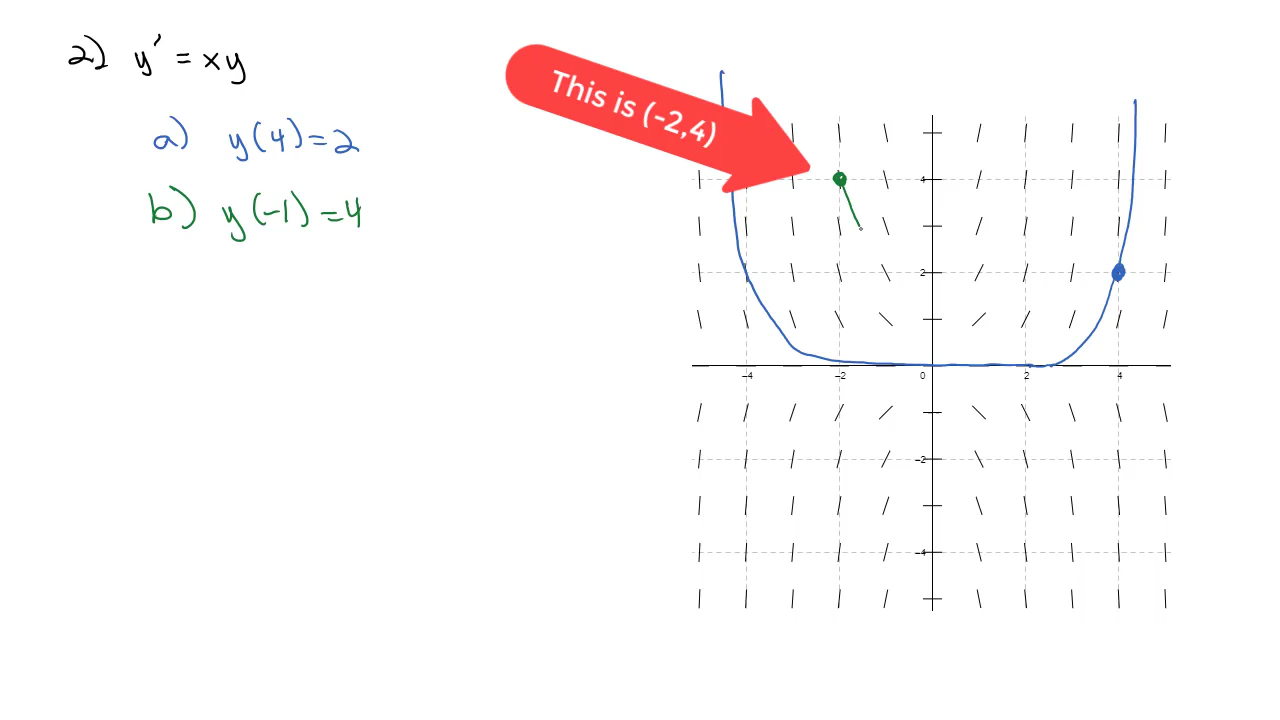 2) y' = xy
a) y(4)=2
b) y(-1)=4
This is (-2,4)
4
2
-4
-2
0
2
4
-2
-4